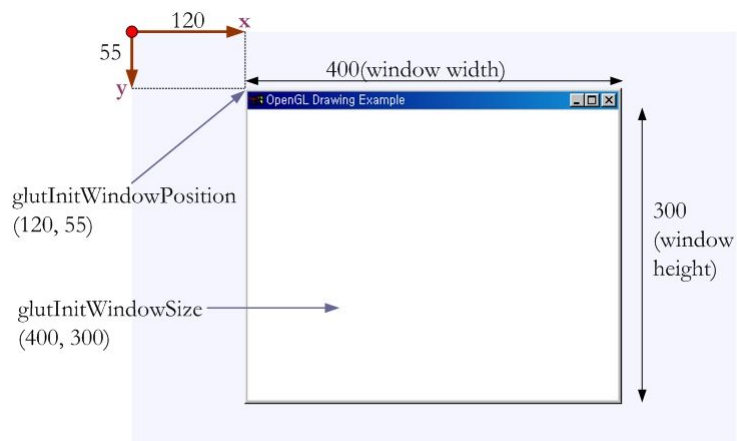 120
x
55
400(window width)
y
OpenGL Drawing Example
glutInitWindowPosition
(120, 55)
300
(window
height)
glutInitWindowSize
(400, 300)